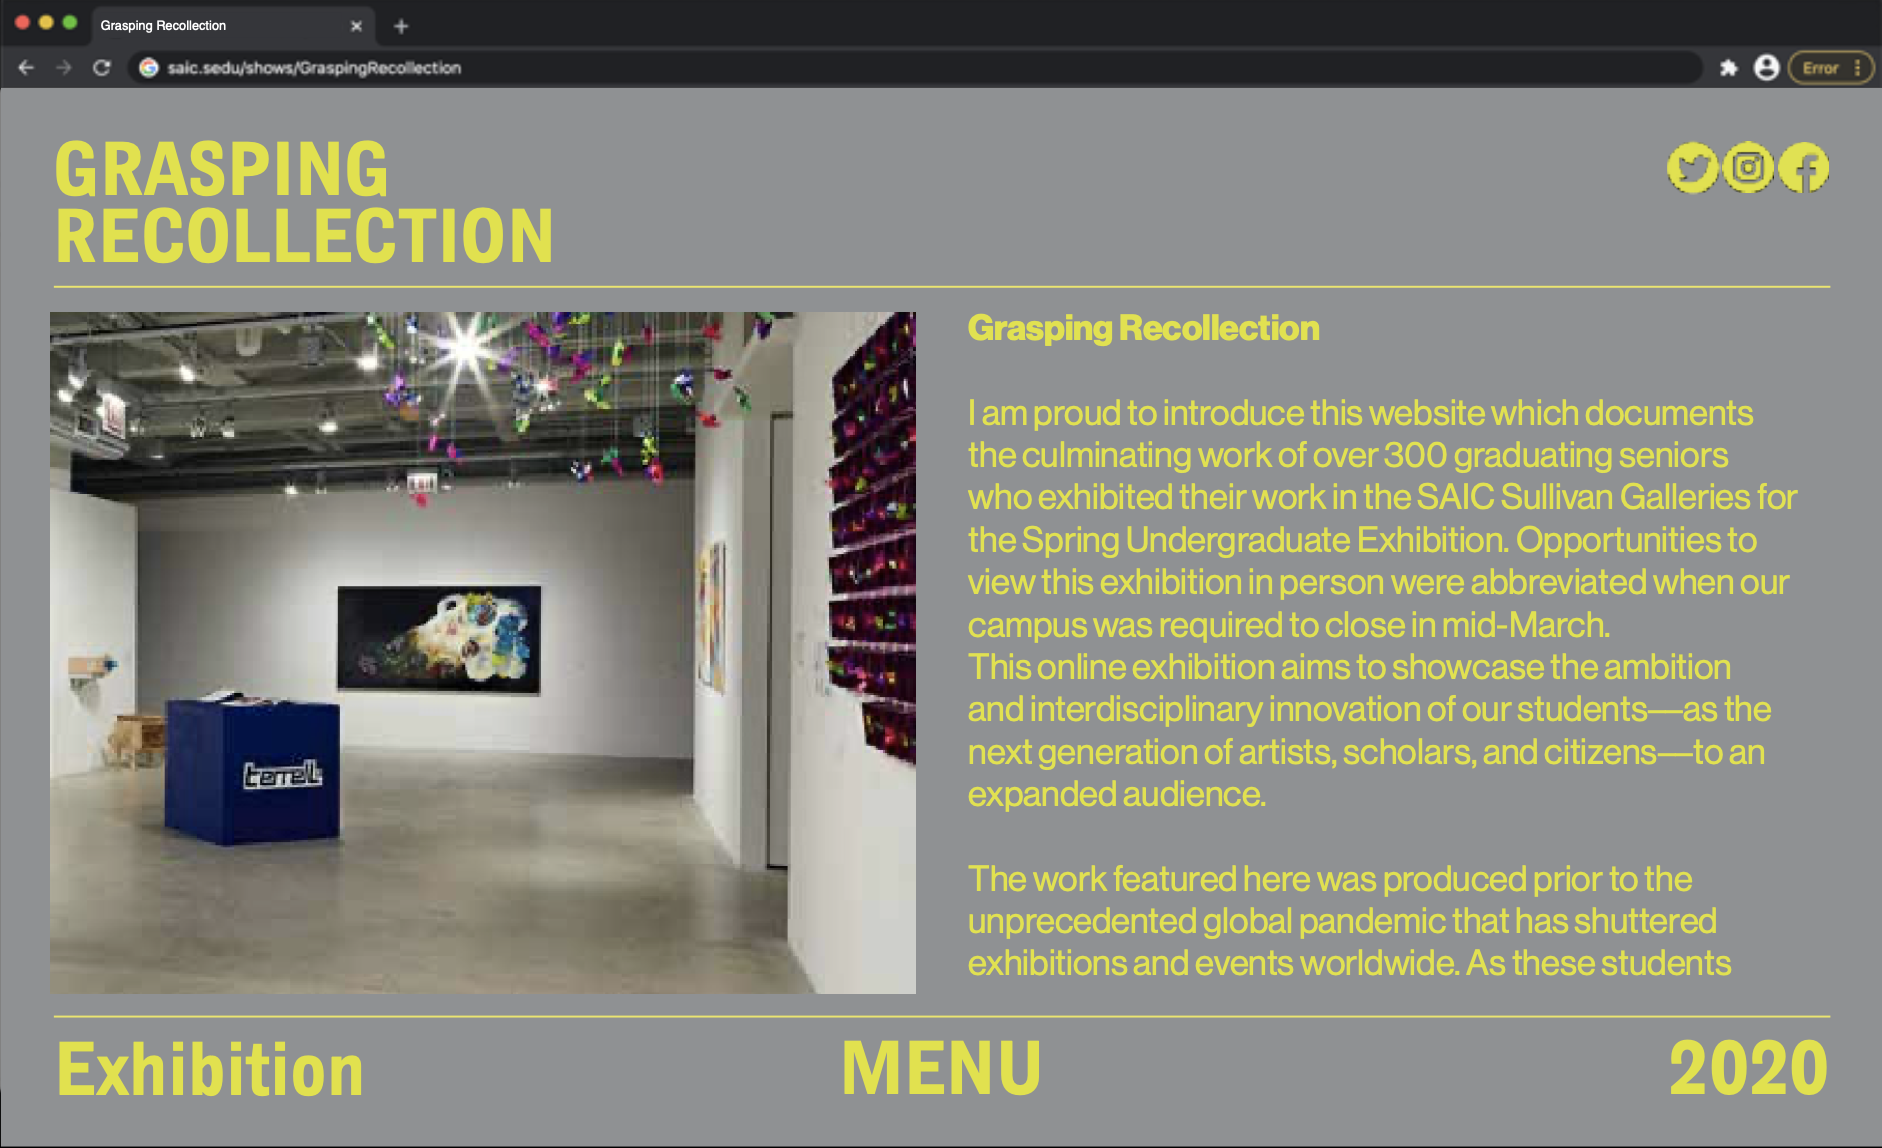 Grasping Recollection
saic.sedu/shows/GraspingRecollection
Error
GRASPING
RECOLLECTION
terrell
Grasping Recollection
I am proud to introduce this website which documents
the culminating work of over 300 graduating seniors
who exhibited their work in the SAIC Sullivan Galleries for
the Spring Undergraduate Exhibition. Opportunities to
view this exhibition in person were abbreviated when our
campus was required to close in mid-March.
This online exhibition aims to showcase the ambition
and interdisciplinary innovation of our students—as the
next generation of artists, scholars, and citizens—to an
expanded audience.
The work featured here was produced prior to the
unprecedented global pandemic that has shuttered
exhibitions and events worldwide. As these students
Exhibition
MENU
2020